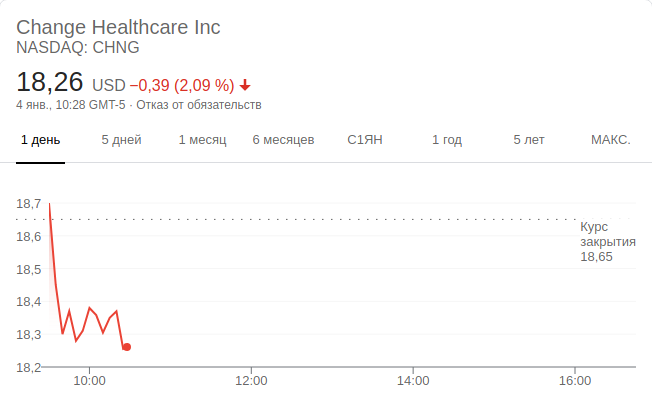 Change Healthcare Inc
NASDAQ: CHNG
18,26 USD −0,39 (2,09 %)
4 янв., 10:28 GMT-5 · Отказ от обязательств
1 день 5 дней 1 месяц 6 месяцев С1ЯН 1 год 5 лет МАКС.
18,7
18,6
18,5
18,4
18,3
18,2
Курс
закрытия
18,65
10:00 12:00 14:00 16:00